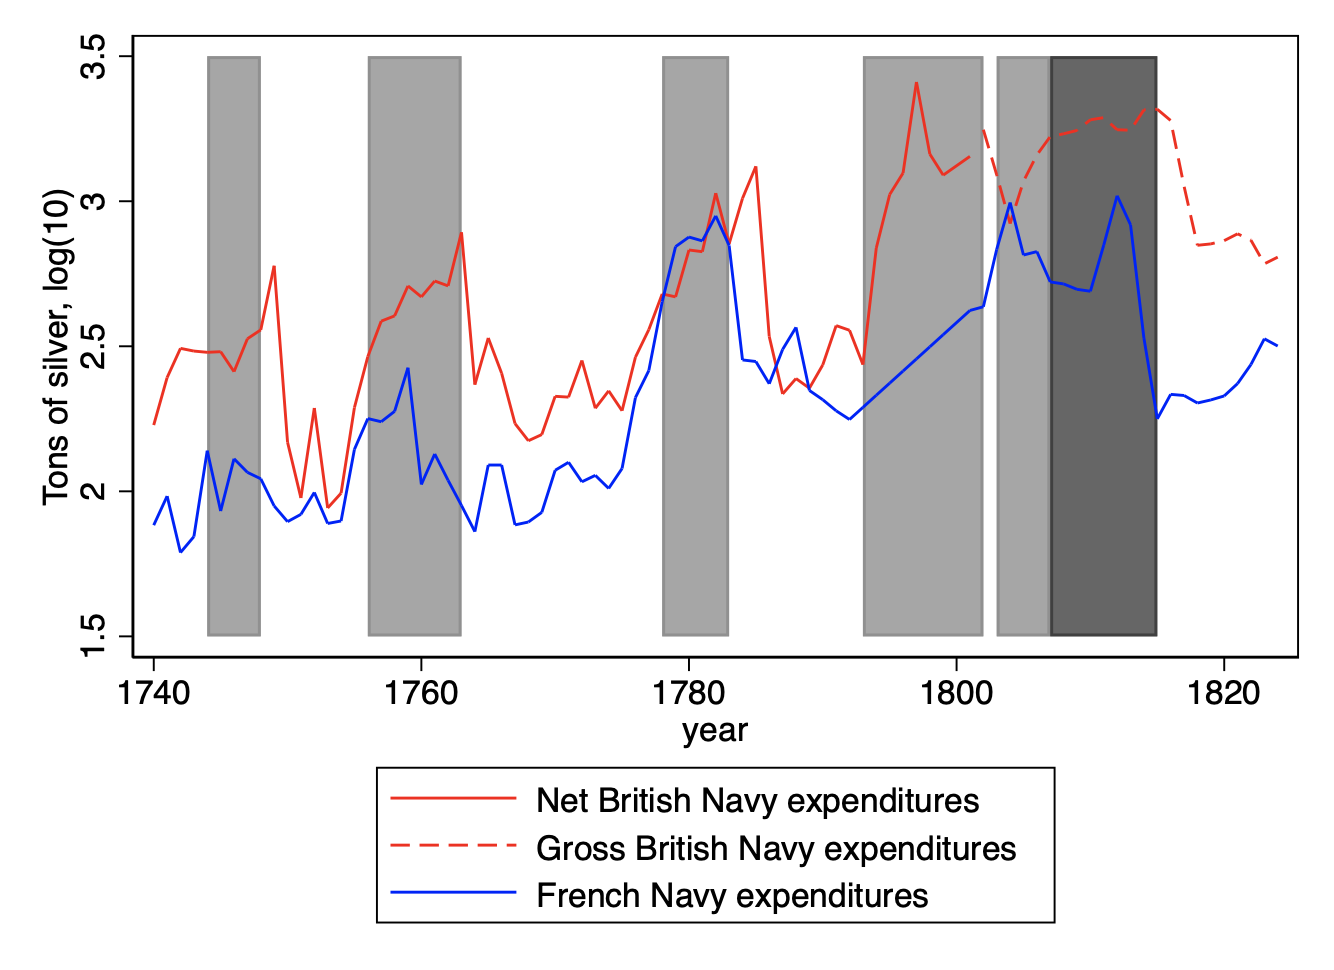 Tons of silver, log(10)
3.5
3
2.5
2
1.5
1740 1760 1780 1800 1820
year
Net British Navy expenditures
Gross British Navy expenditures
French Navy expenditures